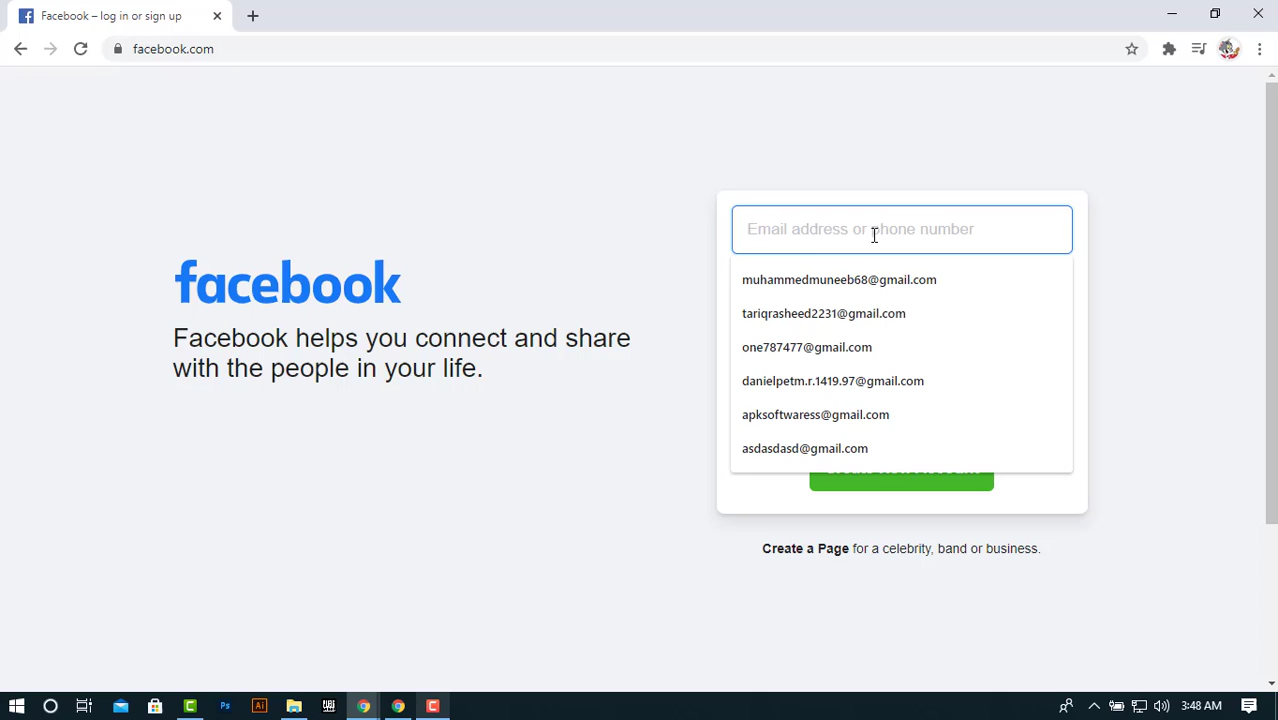 Facebook – log in or sign up
facebook.com
Email address or phone number
muhammedmuneeb68@gmail.com
tariqrasheed2231@gmail.com
one787477@gmail.com
danielpetm.r.1419.97@gmail.com
apksoftwaress@gmail.com
asdasdasd@gmail.com
facebook
Facebook helps you connect and share
with the people in your life.
Create a Page for a celebrity, band or business.
Ps
Ai
3:48 AM